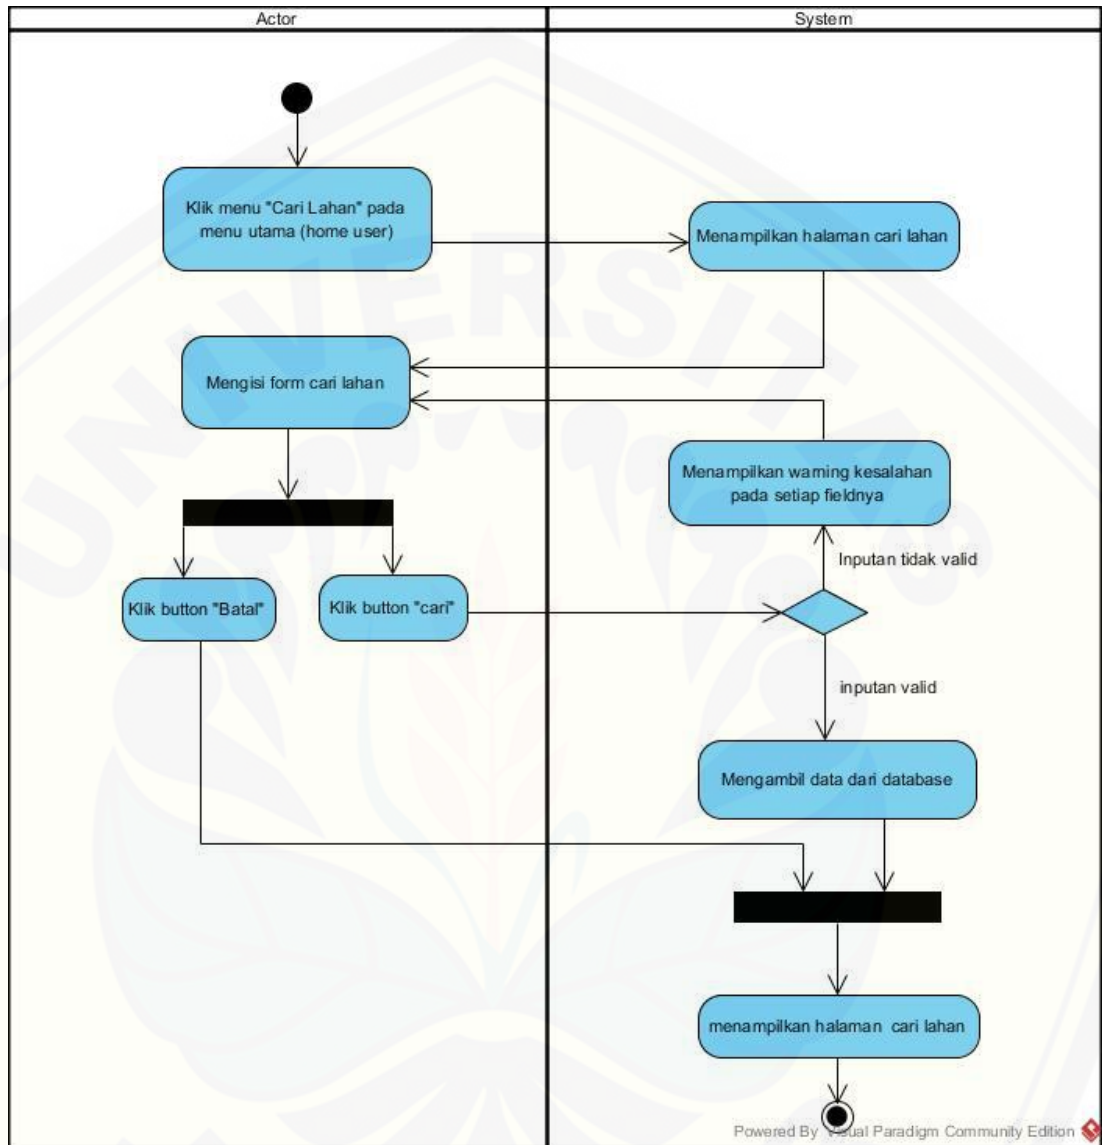 Actor
System
Klik menu "Cari Lahan" pada
menu utama (home user)
Menampilkan halaman cari lahan
Mengisi form cari lahan
Menampilkan warning kesalahan
pada setiap fieldnya
Inputan tidak valid
Klik button "Batal"
Klik button "cari"
inputan valid
Mengambil data dari database
menampilkan halaman cari lahan
Powered By Visual Paradigm Community Edition
UNIVERSITAS